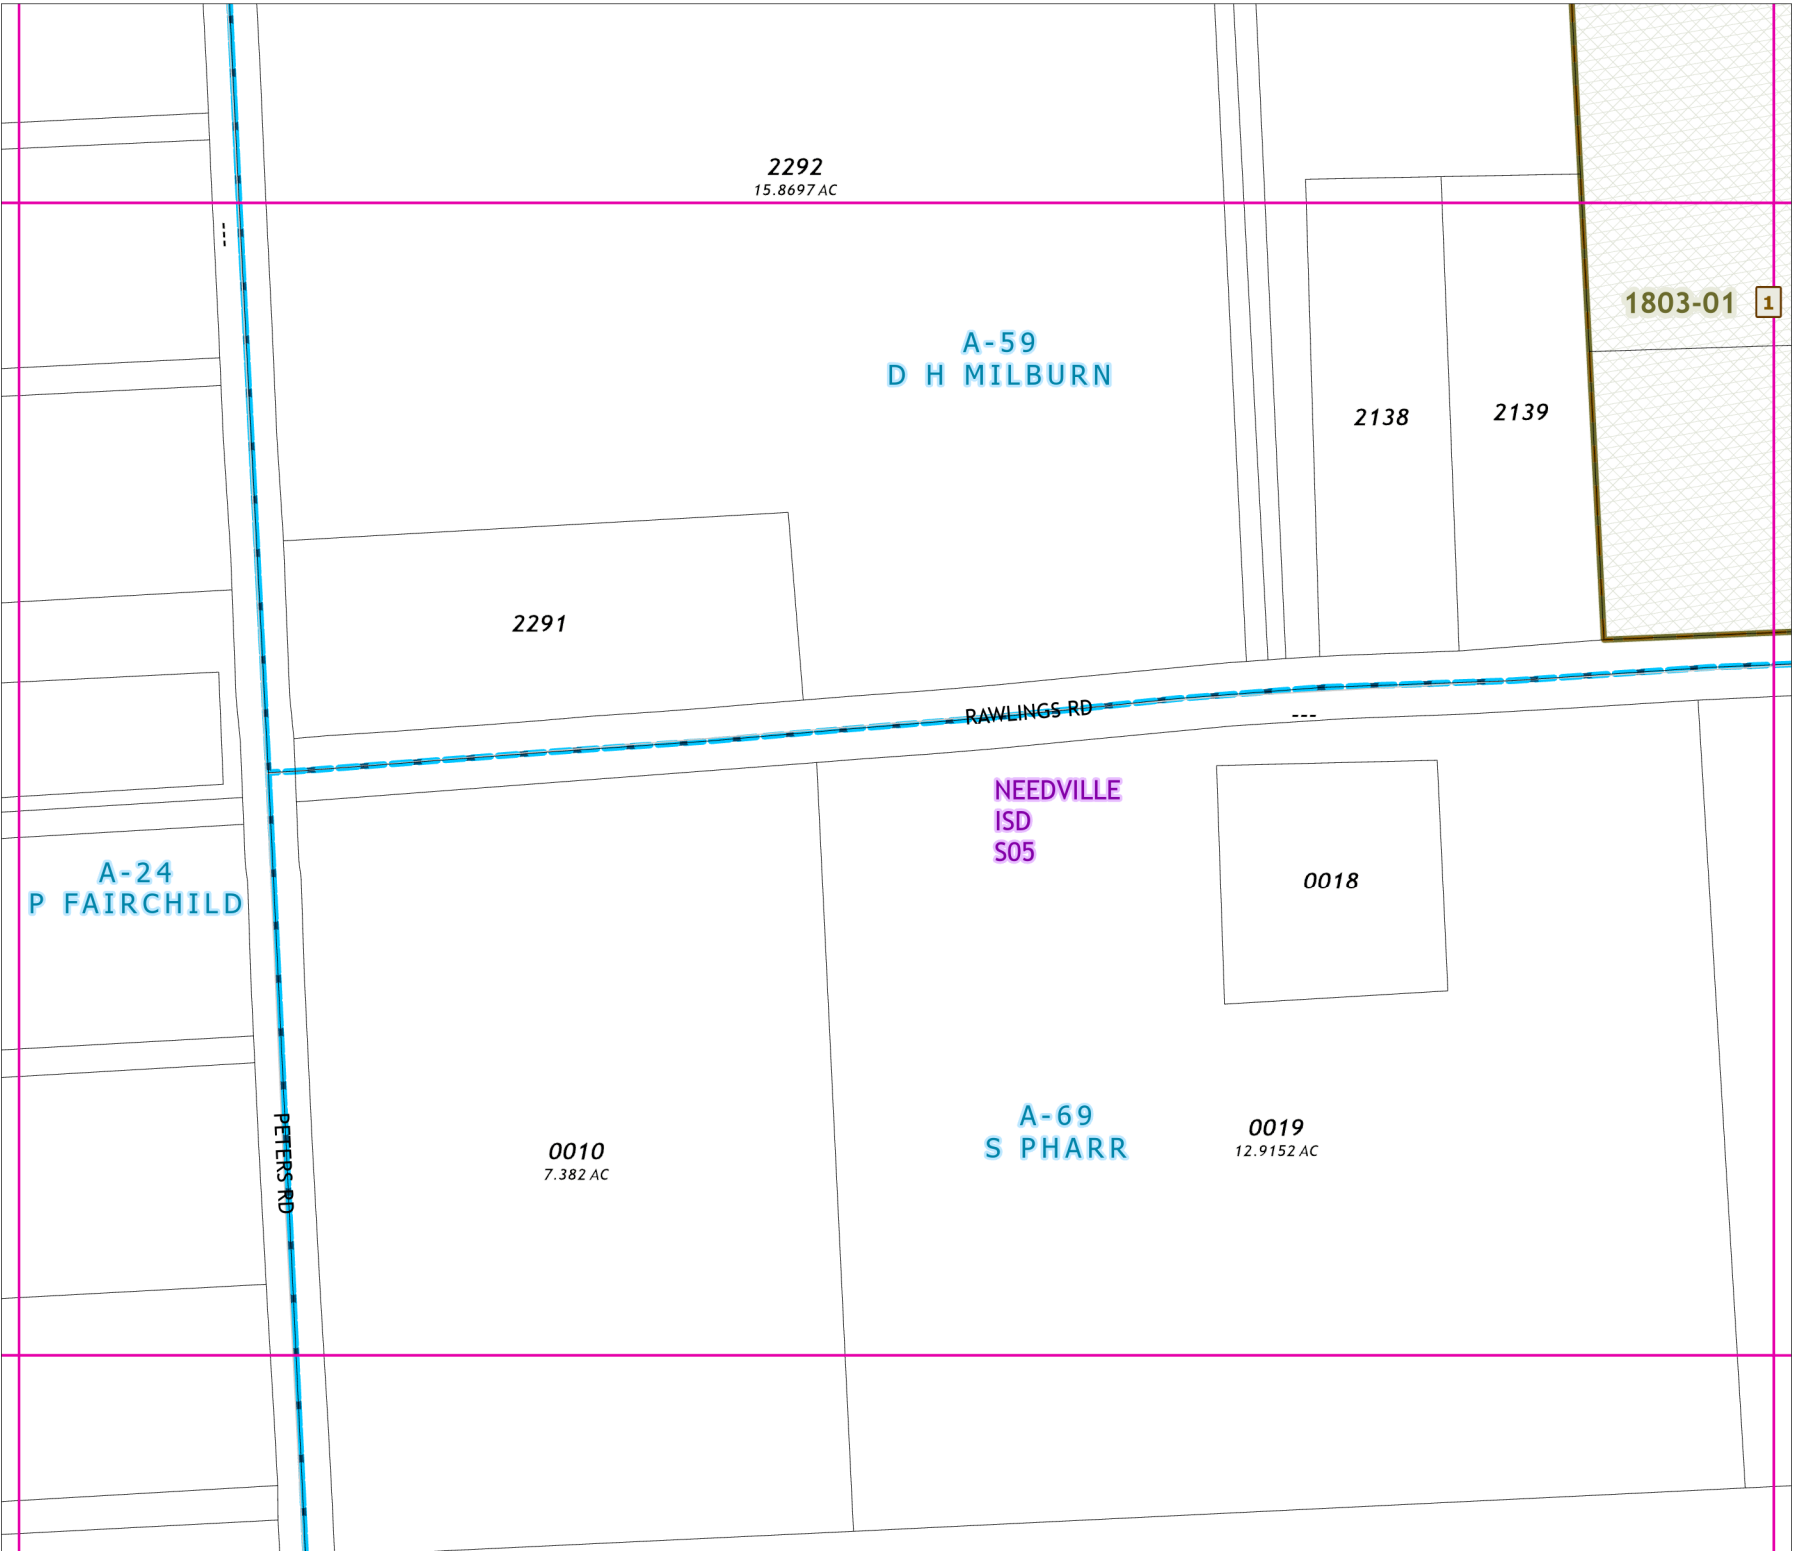 2292
15.8697 AC
---
1803-01
1
A-59
D H MILBURN
2138
2139
2291
RAWLINGS RD
---
NEEDVILLE
ISD
S05
A-24
P FAIRCHILD
0018
A-69
S PHARR
0019
12.9152 AC
0010
7.382 AC
PETERS RD